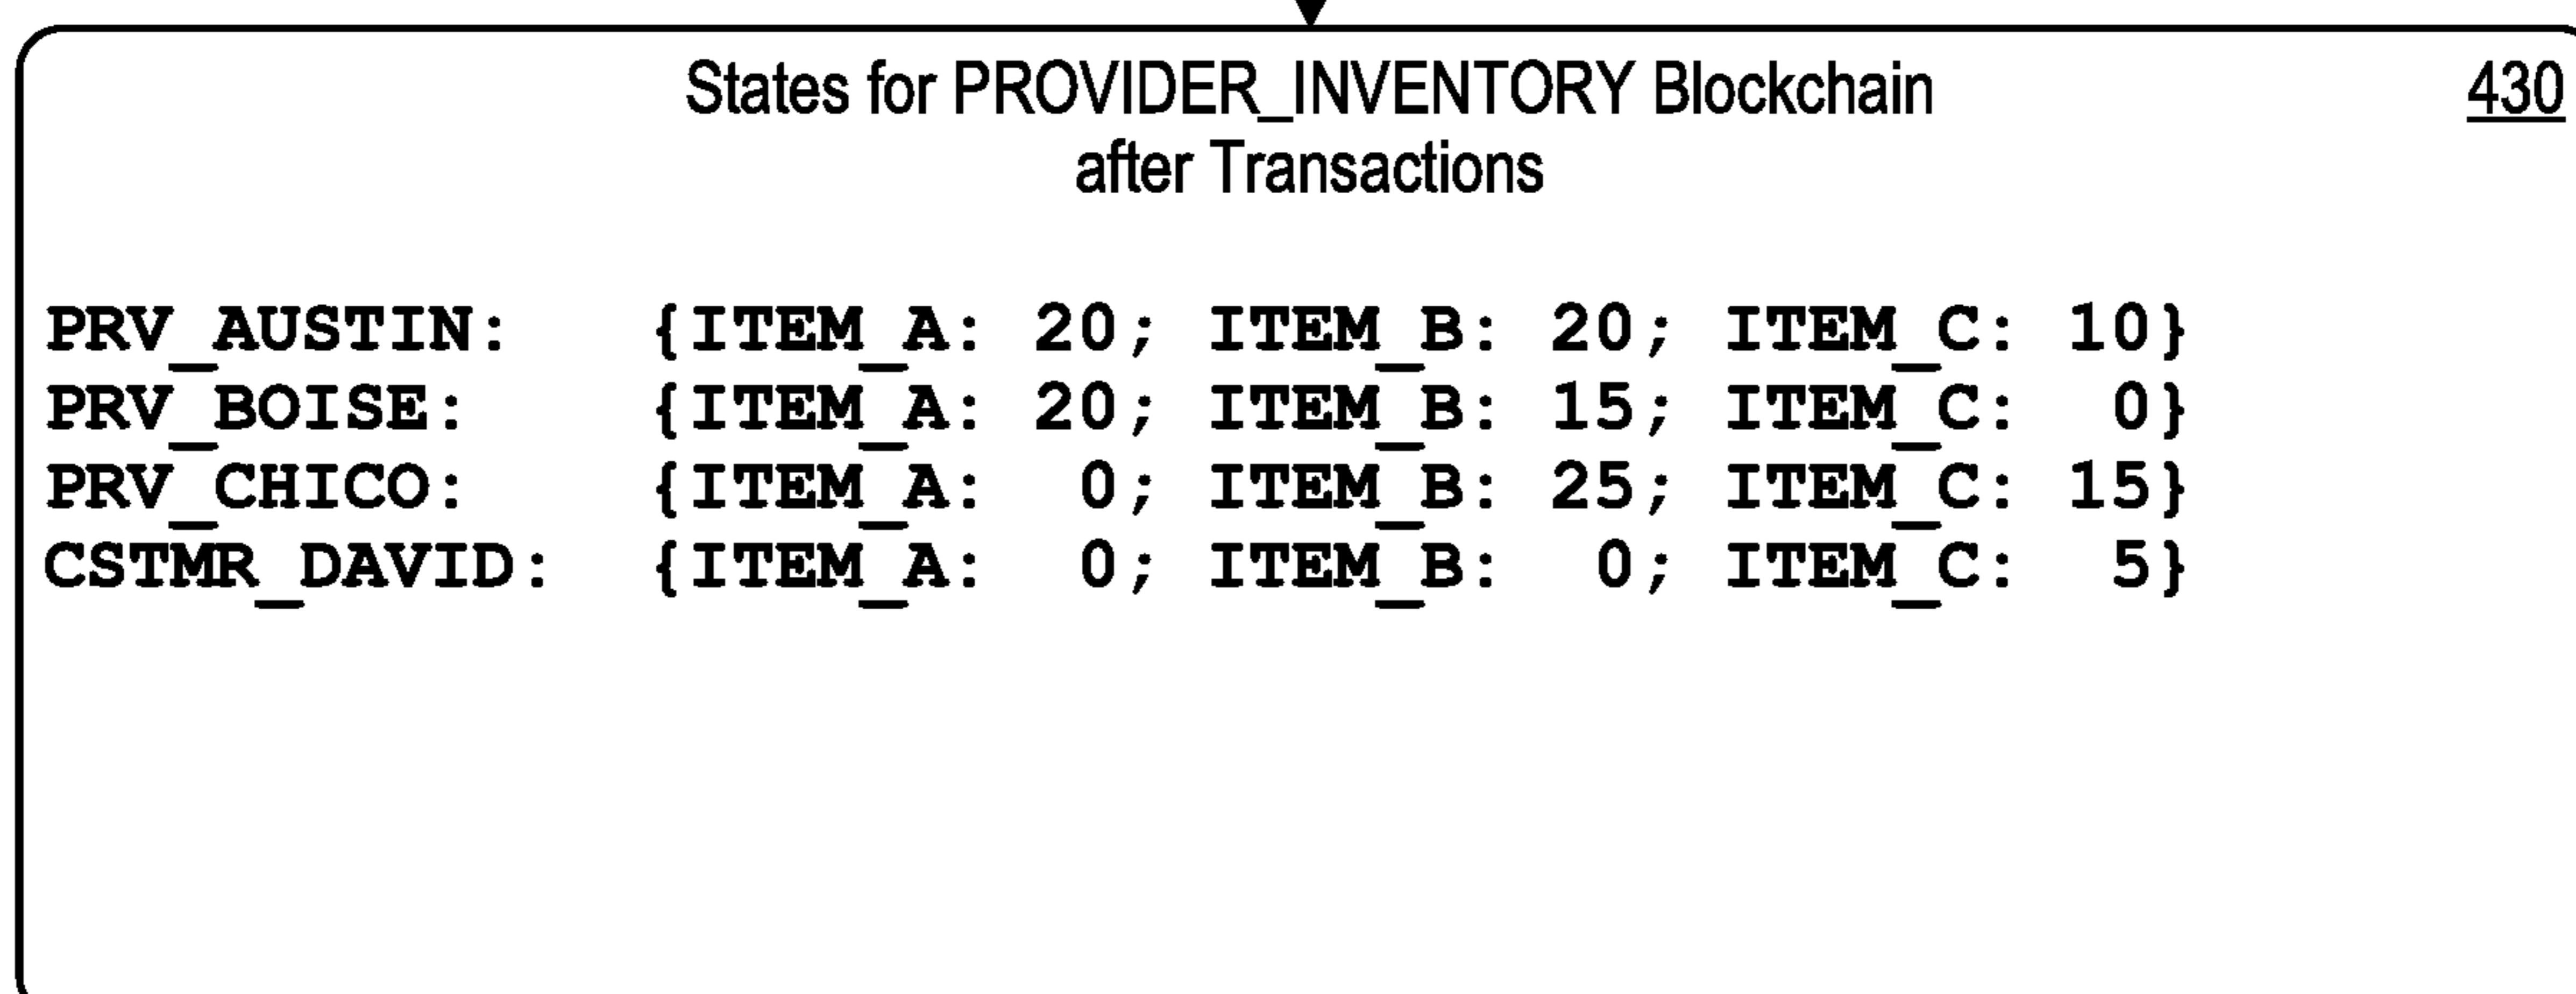 States for PROVIDER_INVENTORY Blockchain 430
after Transactions
PRV_AUSTIN: {ITEM_A: 20; ITEM_B: 20; ITEM_C: 10}
PRV_BOISE: {ITEM_A: 20; ITEM_B: 15; ITEM_C: 0}
PRV_CHICO: {ITEM_A: 0; ITEM_B: 25; ITEM_C: 15}
CSTMR_DAVID: {ITEM_A: 0; ITEM_B: 0; ITEM_C: 5}